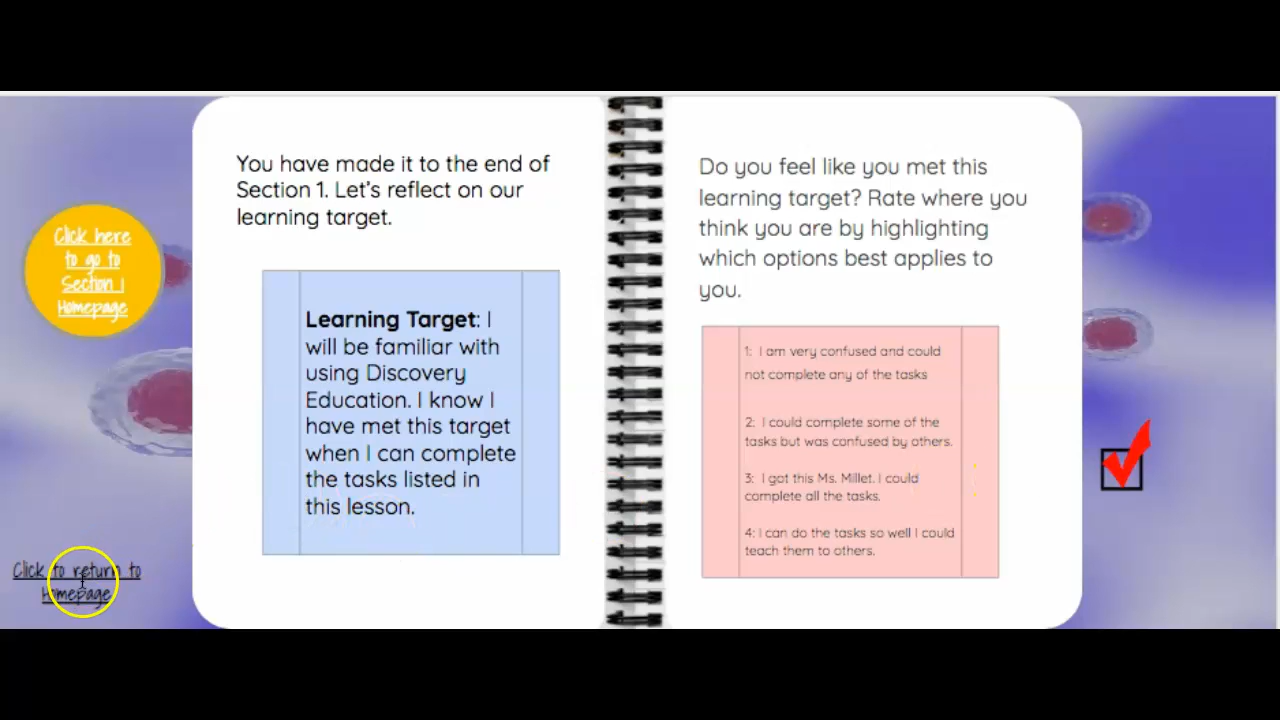 You have made it to the end of
Section 1. Let's reflect on our
learning target.
Click here
to go to
Section 1
Homepage
Learning Target: I
will be familiar with
using Discovery
Education. I know I
have met this target
when I can complete
the tasks listed in
this lesson.
Click to return to
Homepage
Do you feel like you met this
learning target? Rate where you
think you are by highlighting
which options best applies to
you.
1: I am very confused and could
not complete any of the tasks
2: I could complete some of the
tasks but was confused by others.
3: I got this Ms. Millet. I could
complete all the tasks.
4: I can do the tasks so well I could
teach them to others.